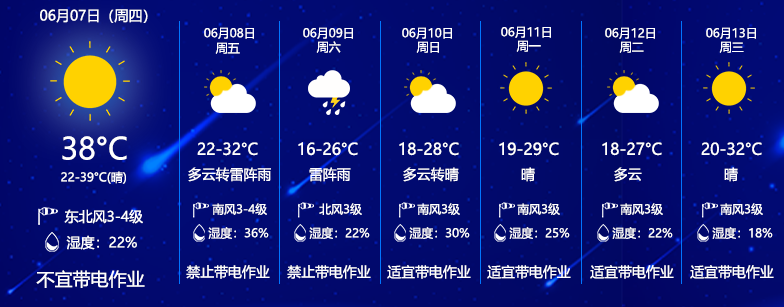 06月07日（周四）
38°C
22-39°C(晴)
东北风3-4级
湿度：22%
不宜带电作业
06月08日
周五
22-32°C
多云转雷阵雨
南风3-4级
湿度：36%
禁止带电作业
06月09日
周六
16-26°C
雷阵雨
北风3级
湿度：22%
禁止带电作业
06月10日
周日
18-28°C
多云转晴
南风3级
湿度：30%
适宜带电作业
06月11日
周一
19-29°C
晴
南风3级
湿度：25%
适宜带电作业
06月12日
周二
18-27°C
多云
南风3级
湿度：22%
适宜带电作业
06月13日
周三
20-32°C
晴
南风3级
湿度：18%
适宜带电作业